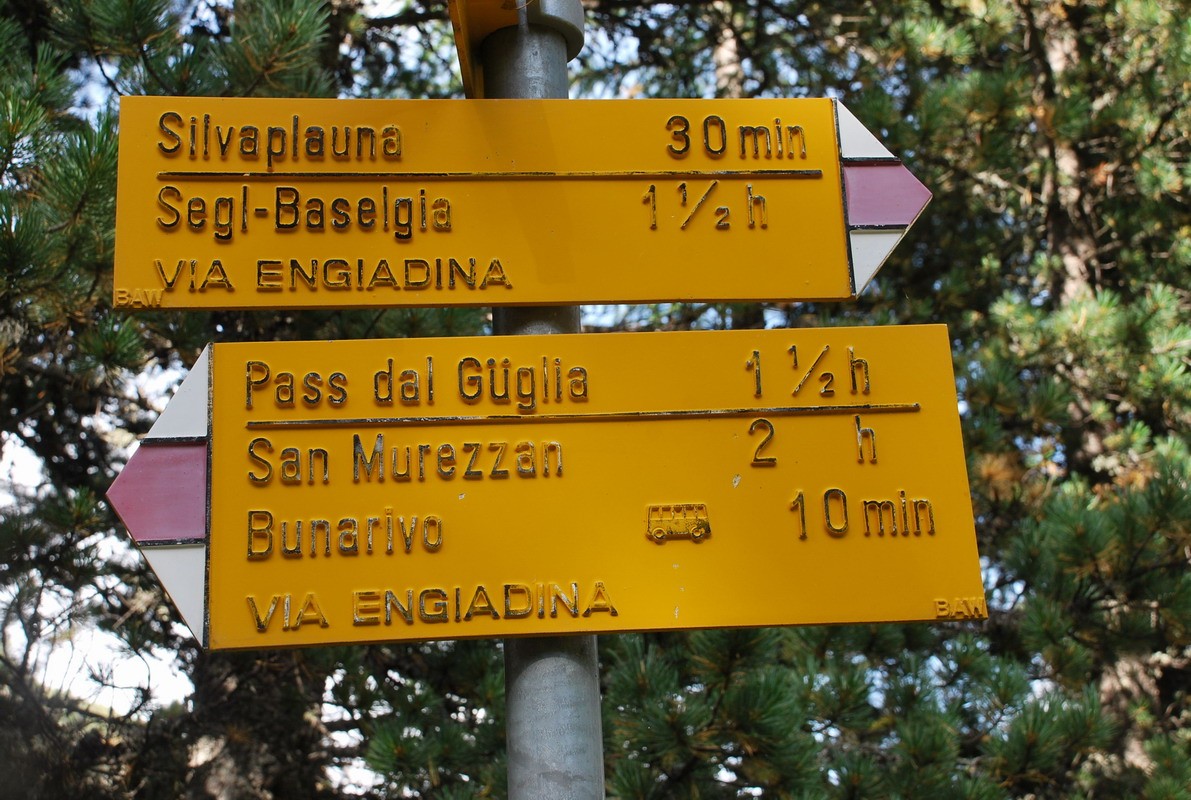 Silvaplauna 30 min
Segl-Baselgia 1 1/2 h
VIA ENGIADINA
BAW
Pass dal Güglia 1 1/2 h
San Murezzan 2 h
Bunarivo 10 min
VIA ENGIADINA
BAW